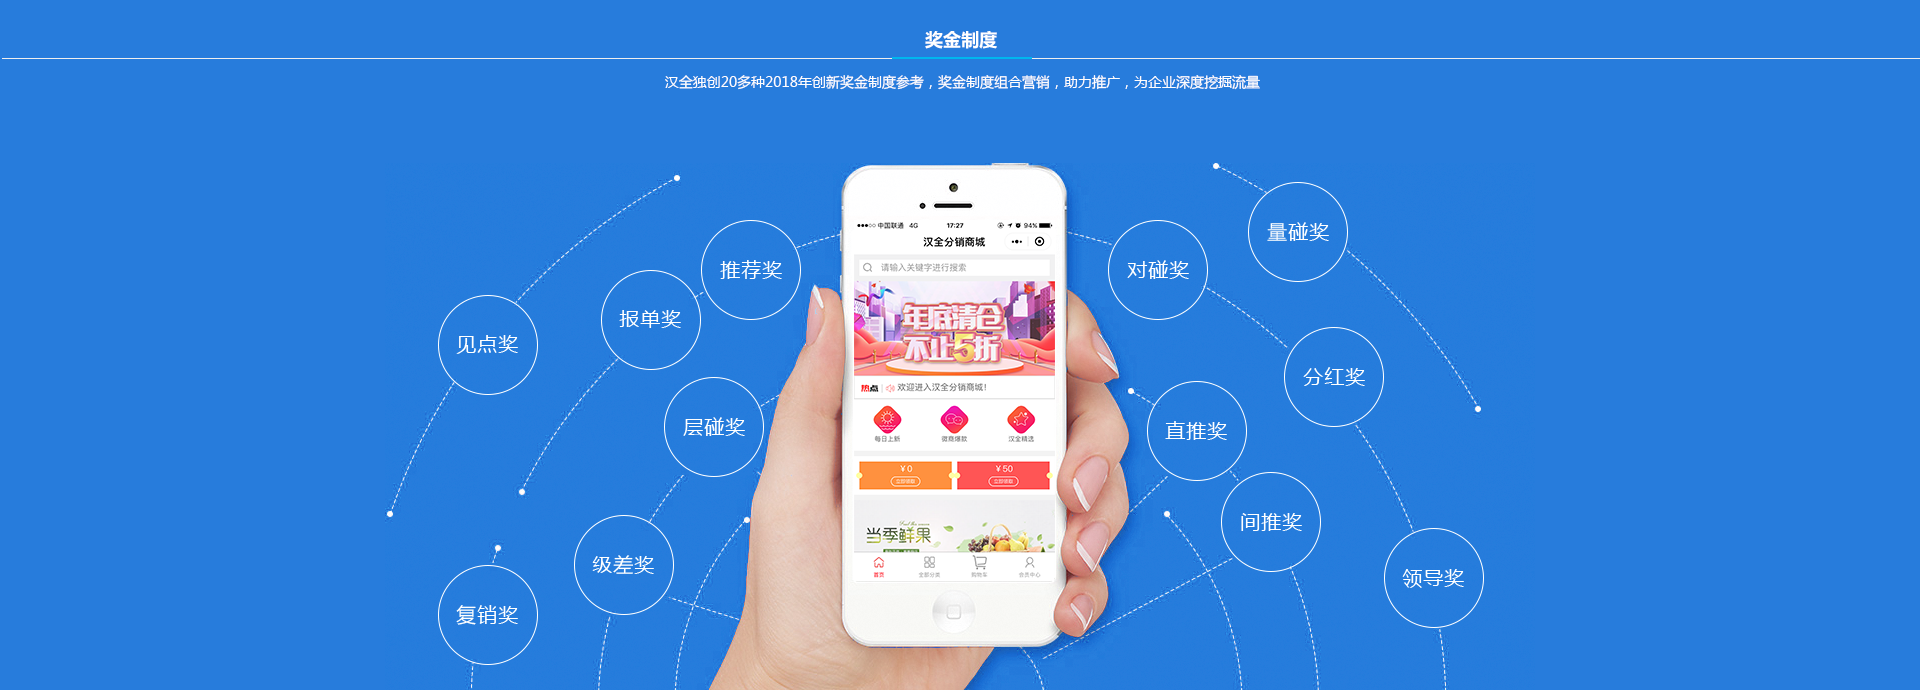 奖金制度
汉全独创20多种2018年创新奖金制度参考，奖金制度组合营销，助力推广，为企业深度挖掘流量
量碰奖
推荐奖
对碰奖
报单奖
见点奖
分红奖
层碰奖
直推奖
间推奖
级差奖
领导奖
复销奖
中国联通 4G 17:27 94%
汉全分销商城
请输入关键字进行搜索
年底清仓
不止5折
热点 欢迎进入汉全分销商城!
每日上新 微商爆款 汉全精选
¥0 ¥50
立即领取 立即领取
当季鲜果
首页 全部分类 购物车 会员中心